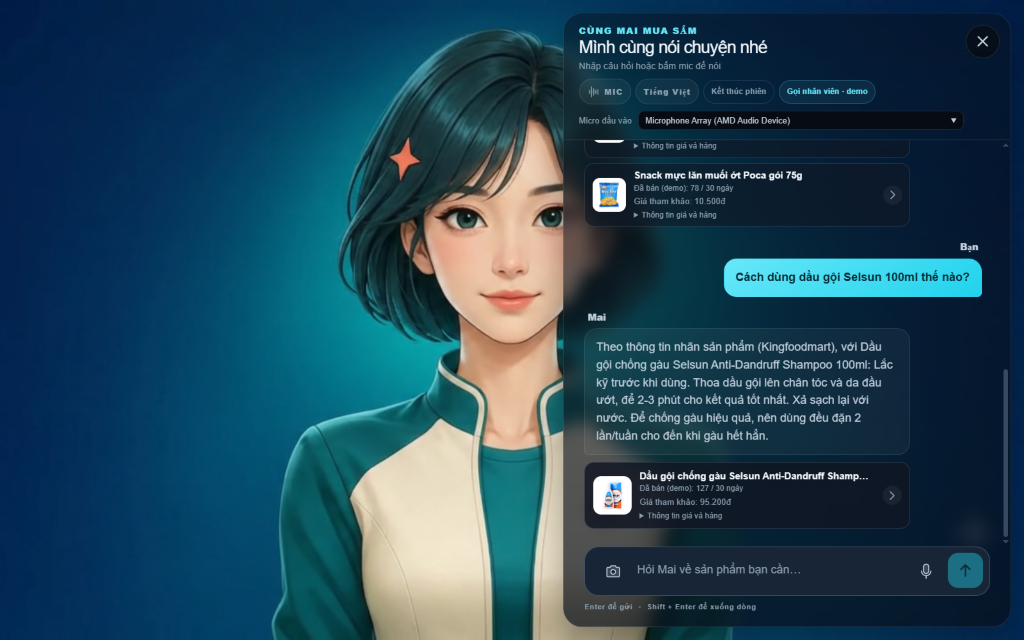 CÙNG MAI MUA SẮM
Mình cùng nói chuyện nhé
Nhập câu hỏi hoặc bấm mic để nói
MIC
Tiếng Việt
Kết thúc phiên
Gọi nhân viên · demo
Micro đầu vào
Microphone Array (AMD Audio Device)
Thông tin giá và hàng
Snack mực lăn muối ớt Poca gói 75g
Đã bán (demo): 78 / 30 ngày
Giá tham khảo: 10.500đ
Thông tin giá và hàng
Bạn
Cách dùng dầu gội Selsun 100ml thế nào?
Mai
Theo thông tin nhãn sản phẩm (Kingfoodmart), với Dầu
gội chống gàu Selsun Anti-Dandruff Shampoo 100ml: Lắc
kỹ trước khi dùng. Thoa dầu gội lên chân tóc và da đầu
ướt, để 2-3 phút cho kết quả tốt nhất. Xả sạch lại với
nước. Để chống gàu hiệu quả, nên dùng đều đặn 2
lần/tuần cho đến khi gàu hết hẳn.
Dầu gội chống gàu Selsun Anti-Dandruff Shamp...
Đã bán (demo): 127 / 30 ngày
Giá tham khảo: 95.200đ
Thông tin giá và hàng
Hỏi Mai về sản phẩm bạn cần...
Enter để gửi · Shift + Enter để xuống dòng